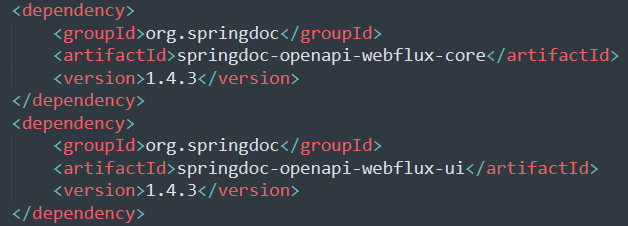 <dependency>
<groupId>org.springdoc</groupId>
<artifactId>springdoc-openapi-webflux-core</artifactId>
<version>1.4.3</version>
</dependency>
<dependency>
<groupId>org.springdoc</groupId>
<artifactId>springdoc-openapi-webflux-ui</artifactId>
<version>1.4.3</version>
</dependency>